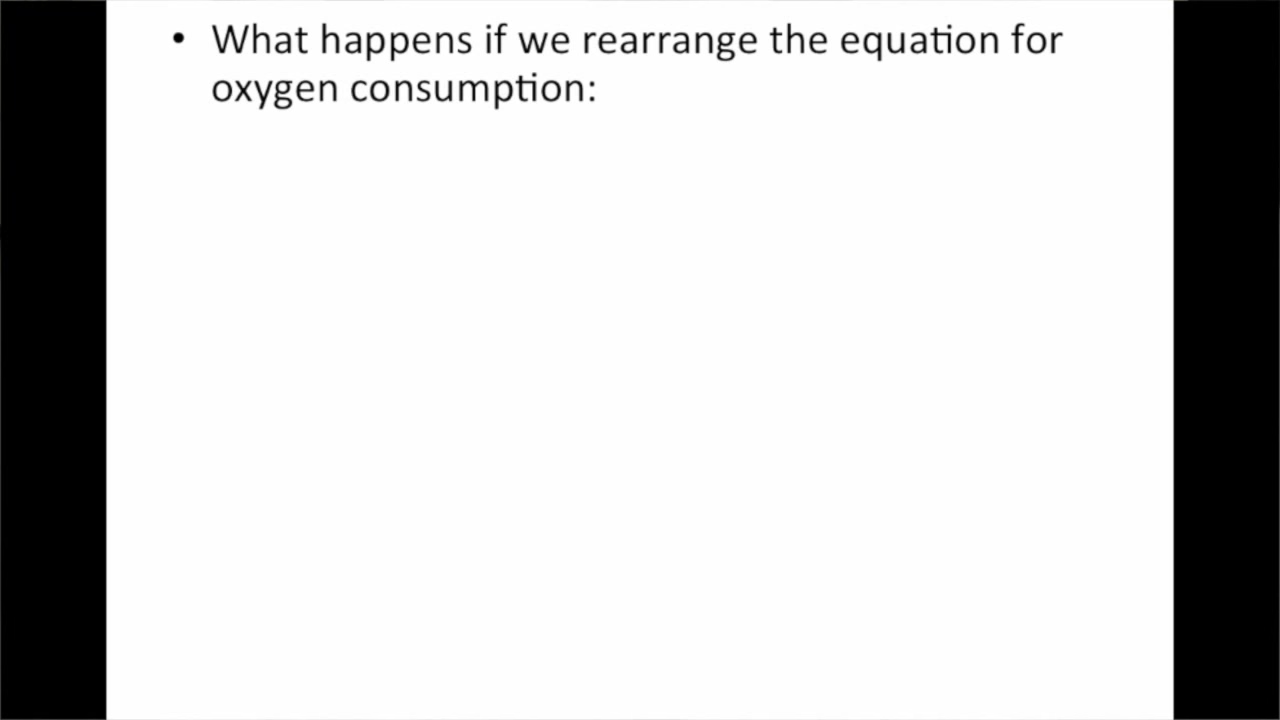 • What happens if we rearrange the equation for
oxygen consumption: